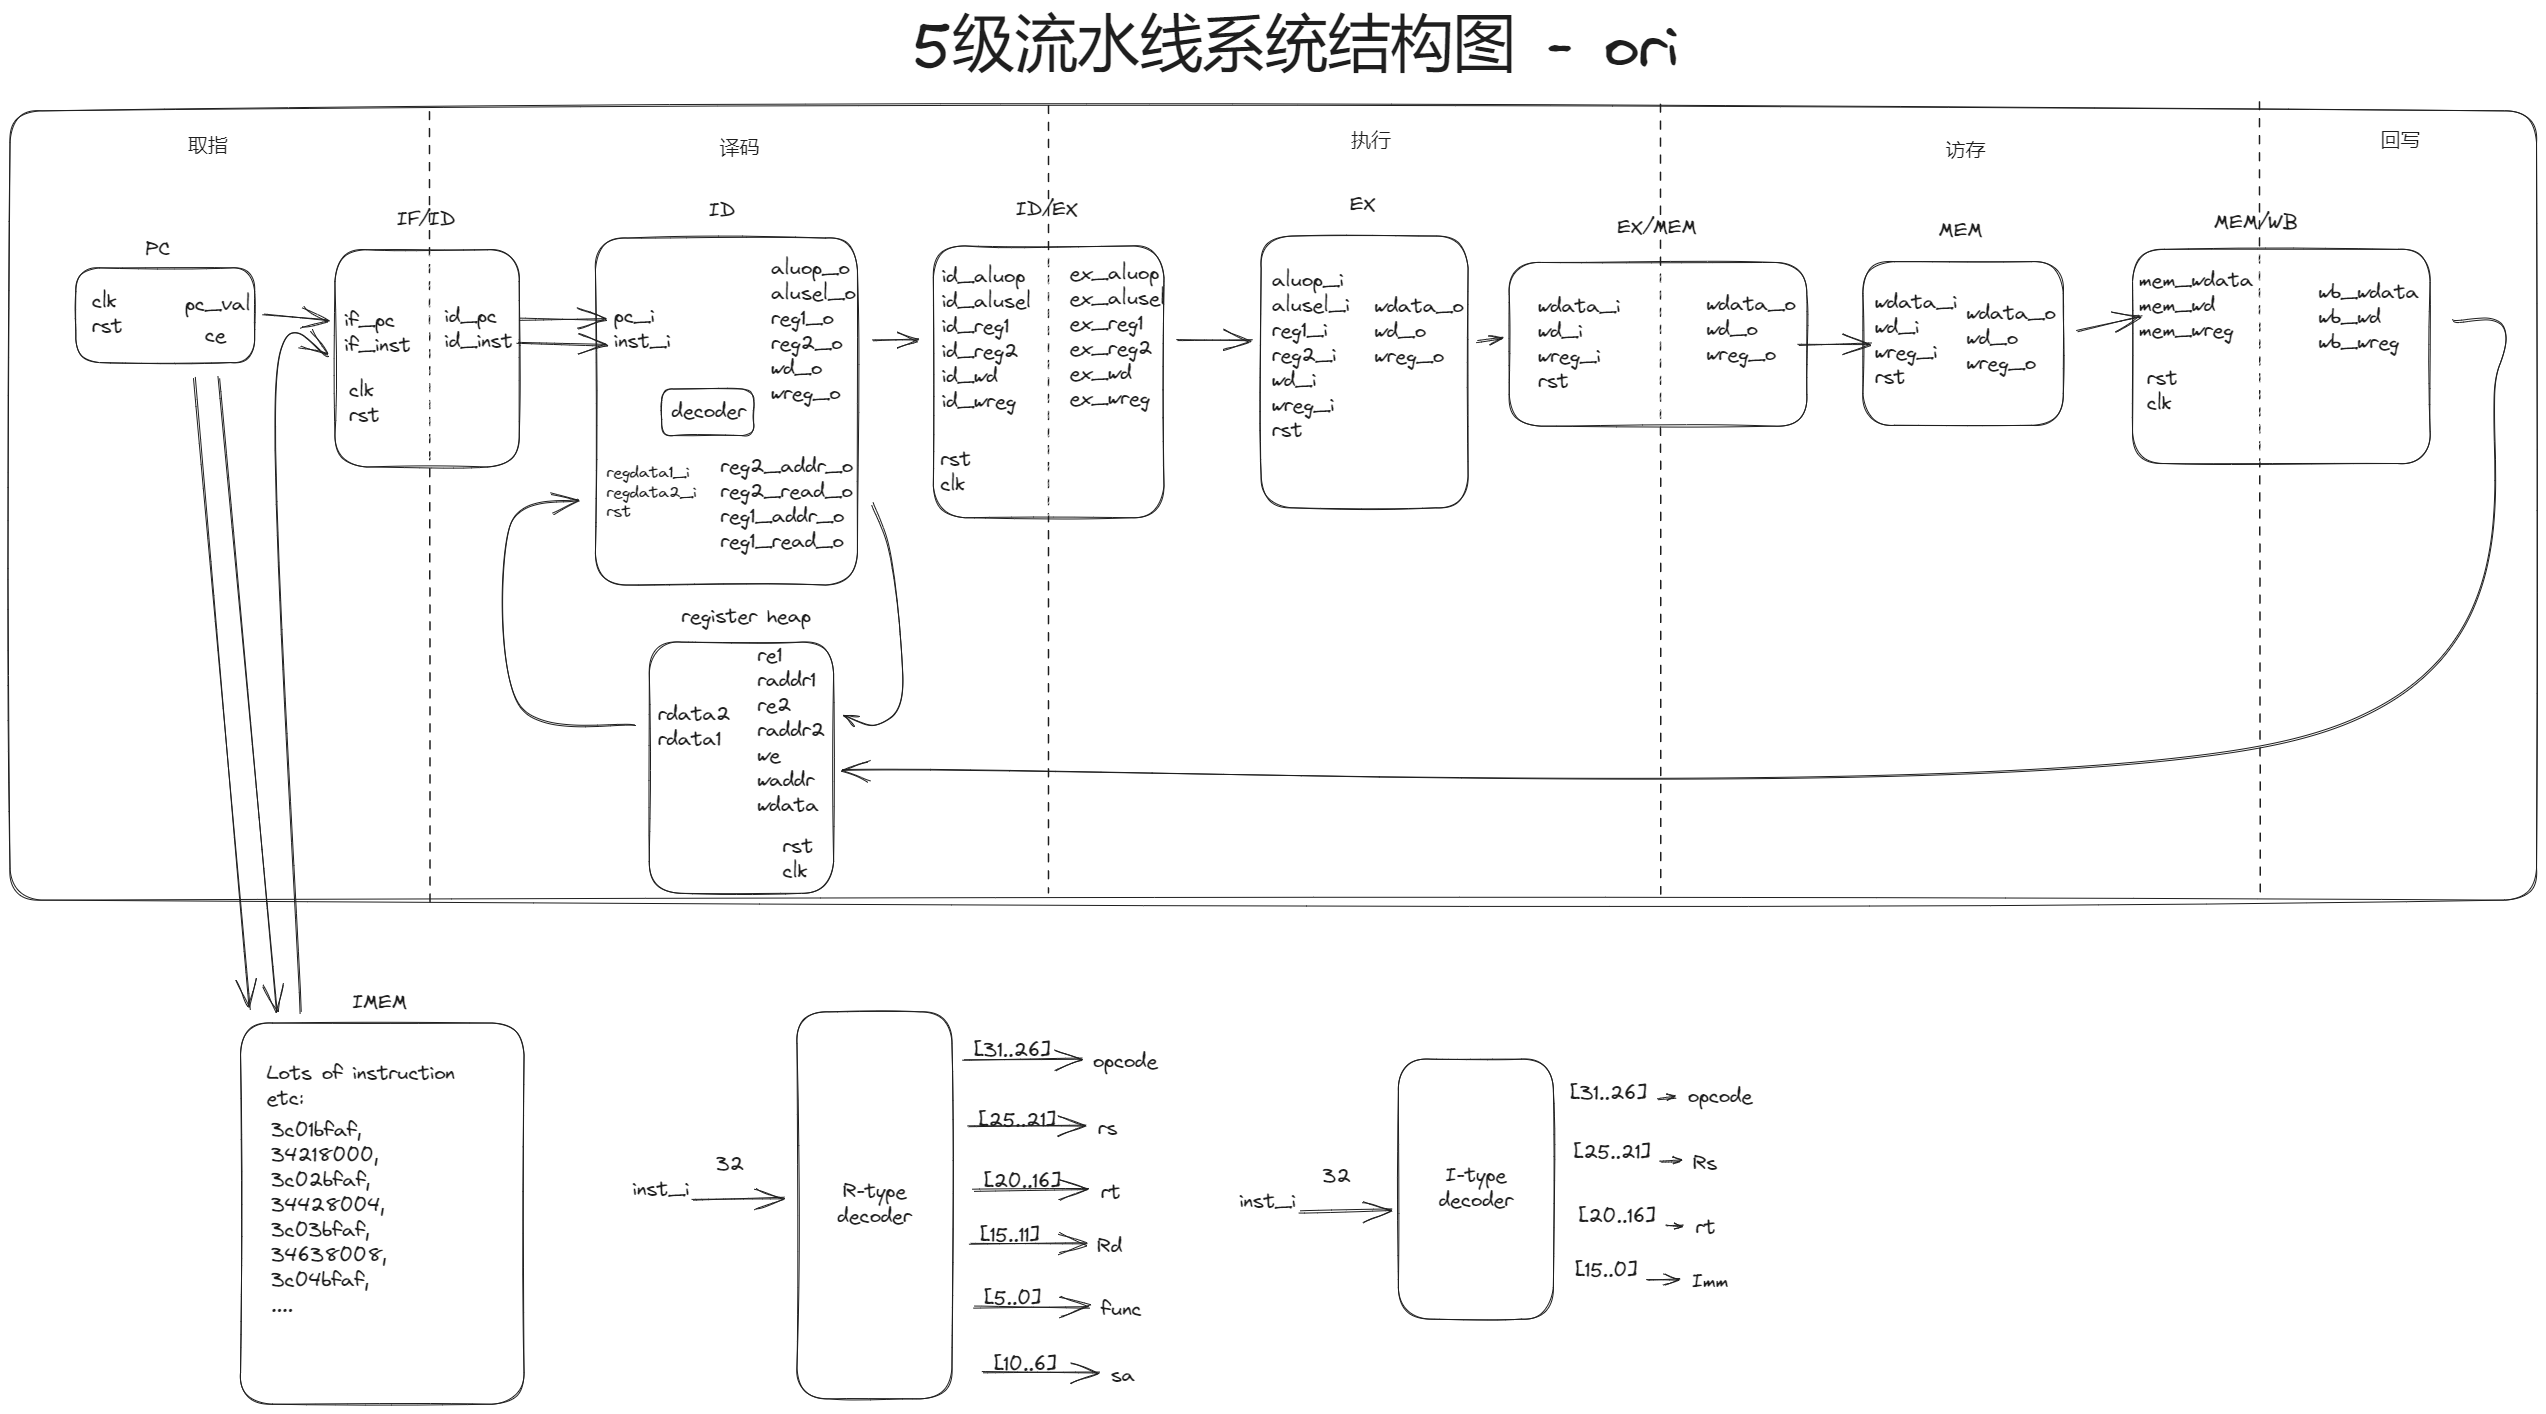 5级流水线系统结构图 - ori
取指
译码
执行
访存
回写
PC
clk
rst
pc_val
ce
IF/ID
if_pc
if_inst
clk
rst
id_pc
id_inst
ID
pc_i
inst_i
aluop_o
alusel_o
reg1_o
reg2_o
wd_o
wreg_o
decoder
regdata1_i
regdata2_i
rst
reg2_addr_o
reg2_read_o
reg1_addr_o
reg1_read_o
register heap
rdata2
rdata1
re1
raddr1
re2
raddr2
we
waddr
wdata
rst
clk
ID/EX
id_aluop
id_alusel
id_reg1
id_reg2
id_wd
id_wreg
rst
clk
ex_aluop
ex_alusel
ex_reg1
ex_reg2
ex_wd
ex_wreg
EX
aluop_i
alusel_i
reg1_i
reg2_i
wd_i
wreg_i
rst
wdata_o
wd_o
wreg_o
EX/MEM
wdata_i
wd_i
wreg_i
rst
wdata_o
wd_o
wreg_o
MEM
wdata_i
wd_i
wreg_i
rst
wdata_o
wd_o
wreg_o
MEM/WB
mem_wdata
mem_wd
mem_wreg
rst
clk
wb_wdata
wb_wd
wb_wreg
IMEM
Lots of instruction
etc:
3c01bfaf,
34218000,
3c02bfaf,
34428004,
3c03bfaf,
34638008,
3c04bfaf,
....
inst_i
32
R-type
decoder
[31..26]
opcode
[25..21]
rs
[20..16]
rt
[15..11]
Rd
[5..0]
func
[10..6]
sa
inst_i
32
I-type
decoder
[31..26]
opcode
[25..21]
Rs
[20..16]
rt
[15..0]
Imm